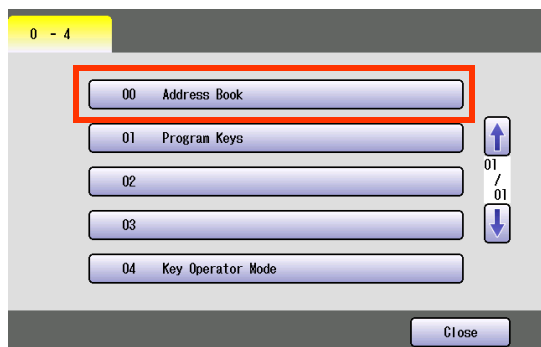 0 - 4
00 Address Book
01 Program Keys
02
03
04 Key Operator Mode
01
/
01
Close